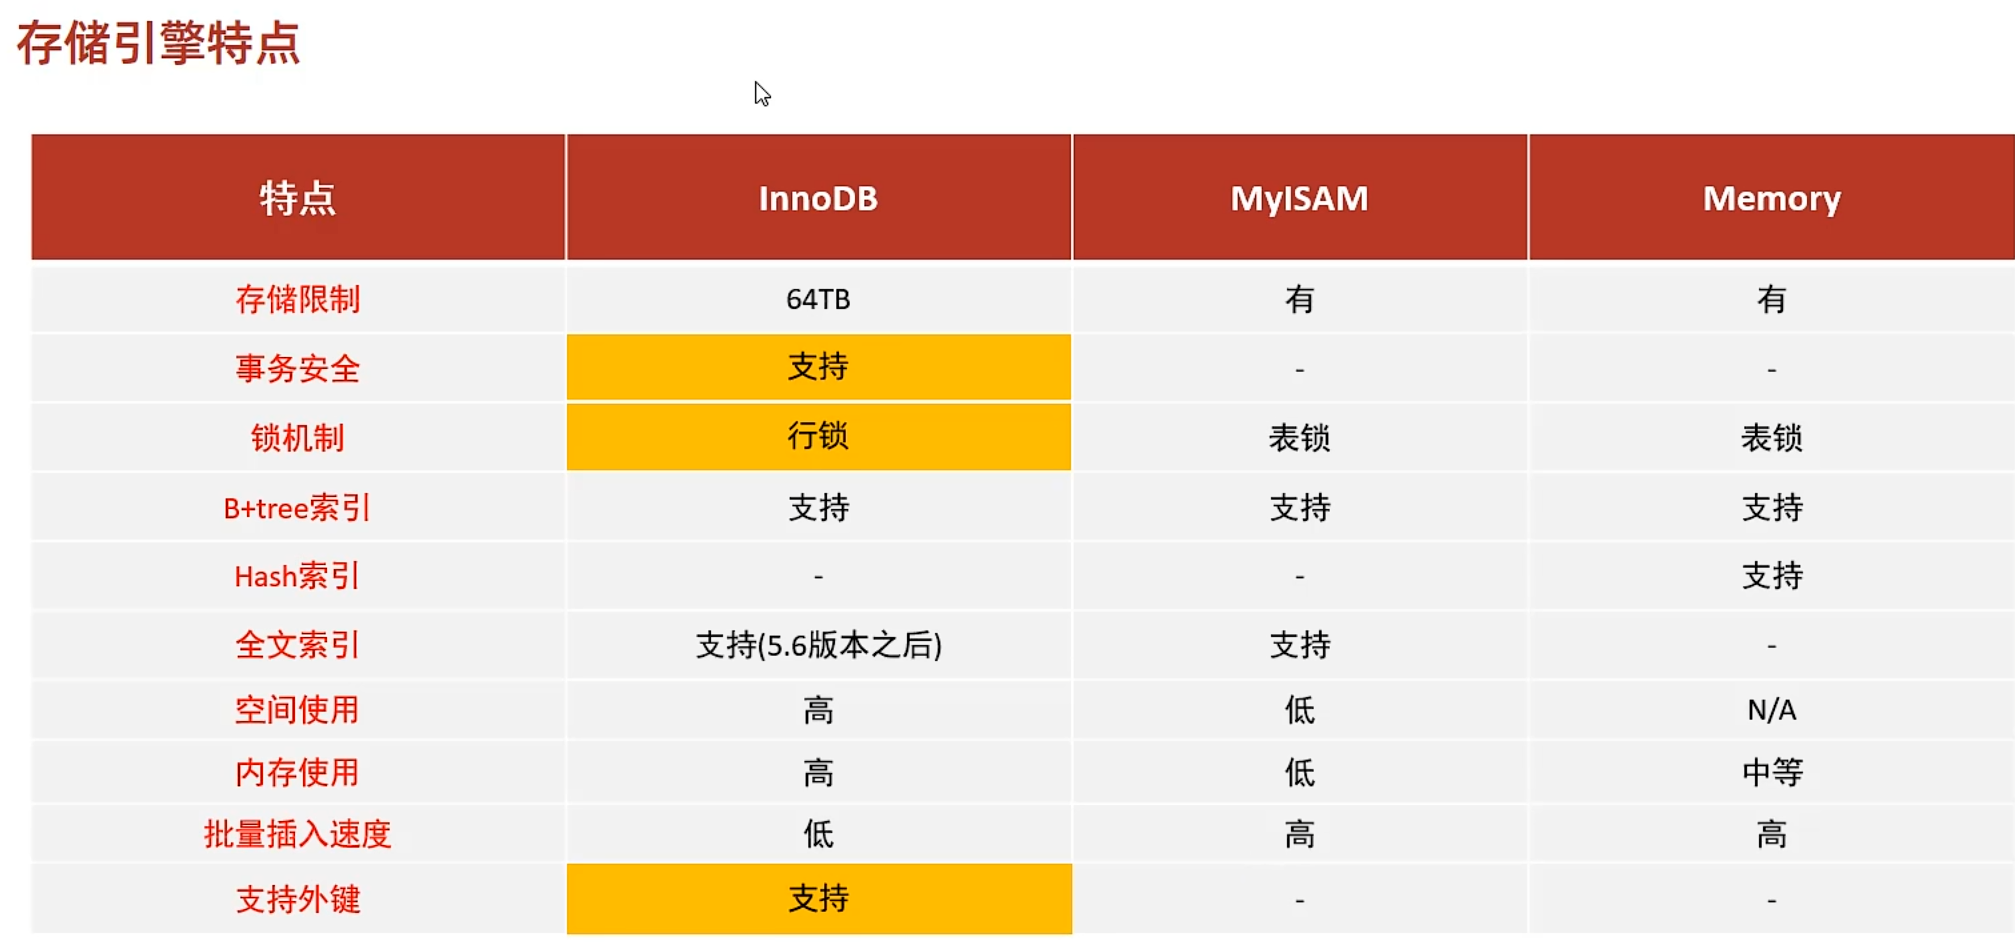 存储引擎特点
特点 InnoDB MyISAM Memory
存储限制 64TB 有 有
事务安全 支持 - -
锁机制 行锁 表锁 表锁
B+tree索引 支持 支持 支持
Hash索引 - - 支持
全文索引 支持(5.6版本之后) 支持 -
空间使用 高 低 N/A
内存使用 高 低 中等
批量插入速度 低 高 高
支持外键 支持 - -